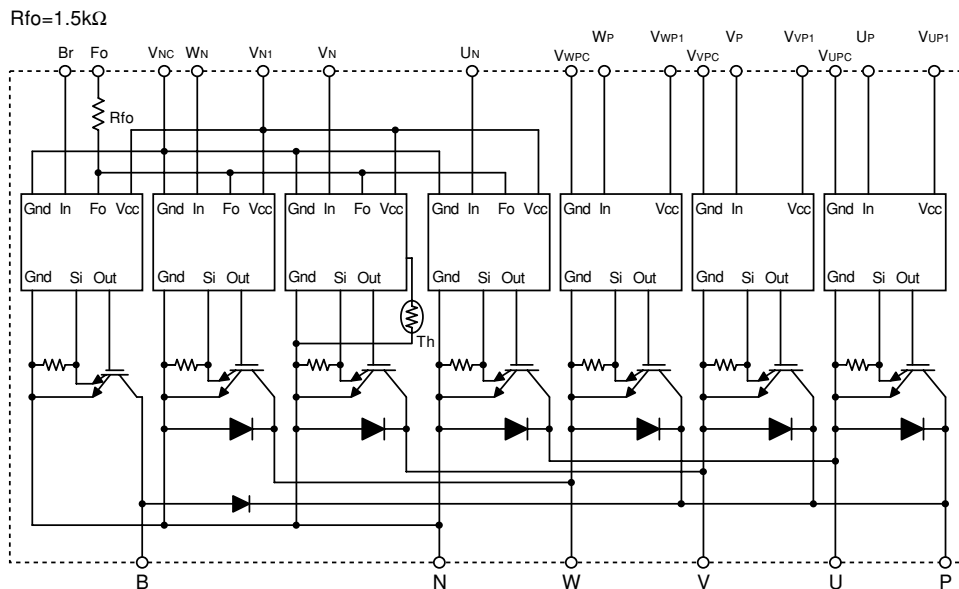 Rfo=1.5kΩ
Br Fo VNC WN VN1 VN UN VWPC WP VWP1 VVPC VP VVP1 VUPC UP VUP1
Rfo
Gnd In Fo Vcc Gnd In Fo Vcc Gnd In Fo Vcc Gnd In Fo Vcc Gnd In Vcc Gnd In Vcc Gnd In Vcc
Gnd Si Out Gnd Si Out Gnd Si Out Gnd Si Out Gnd Si Out Gnd Si Out Gnd Si Out
Th
B N W V U P